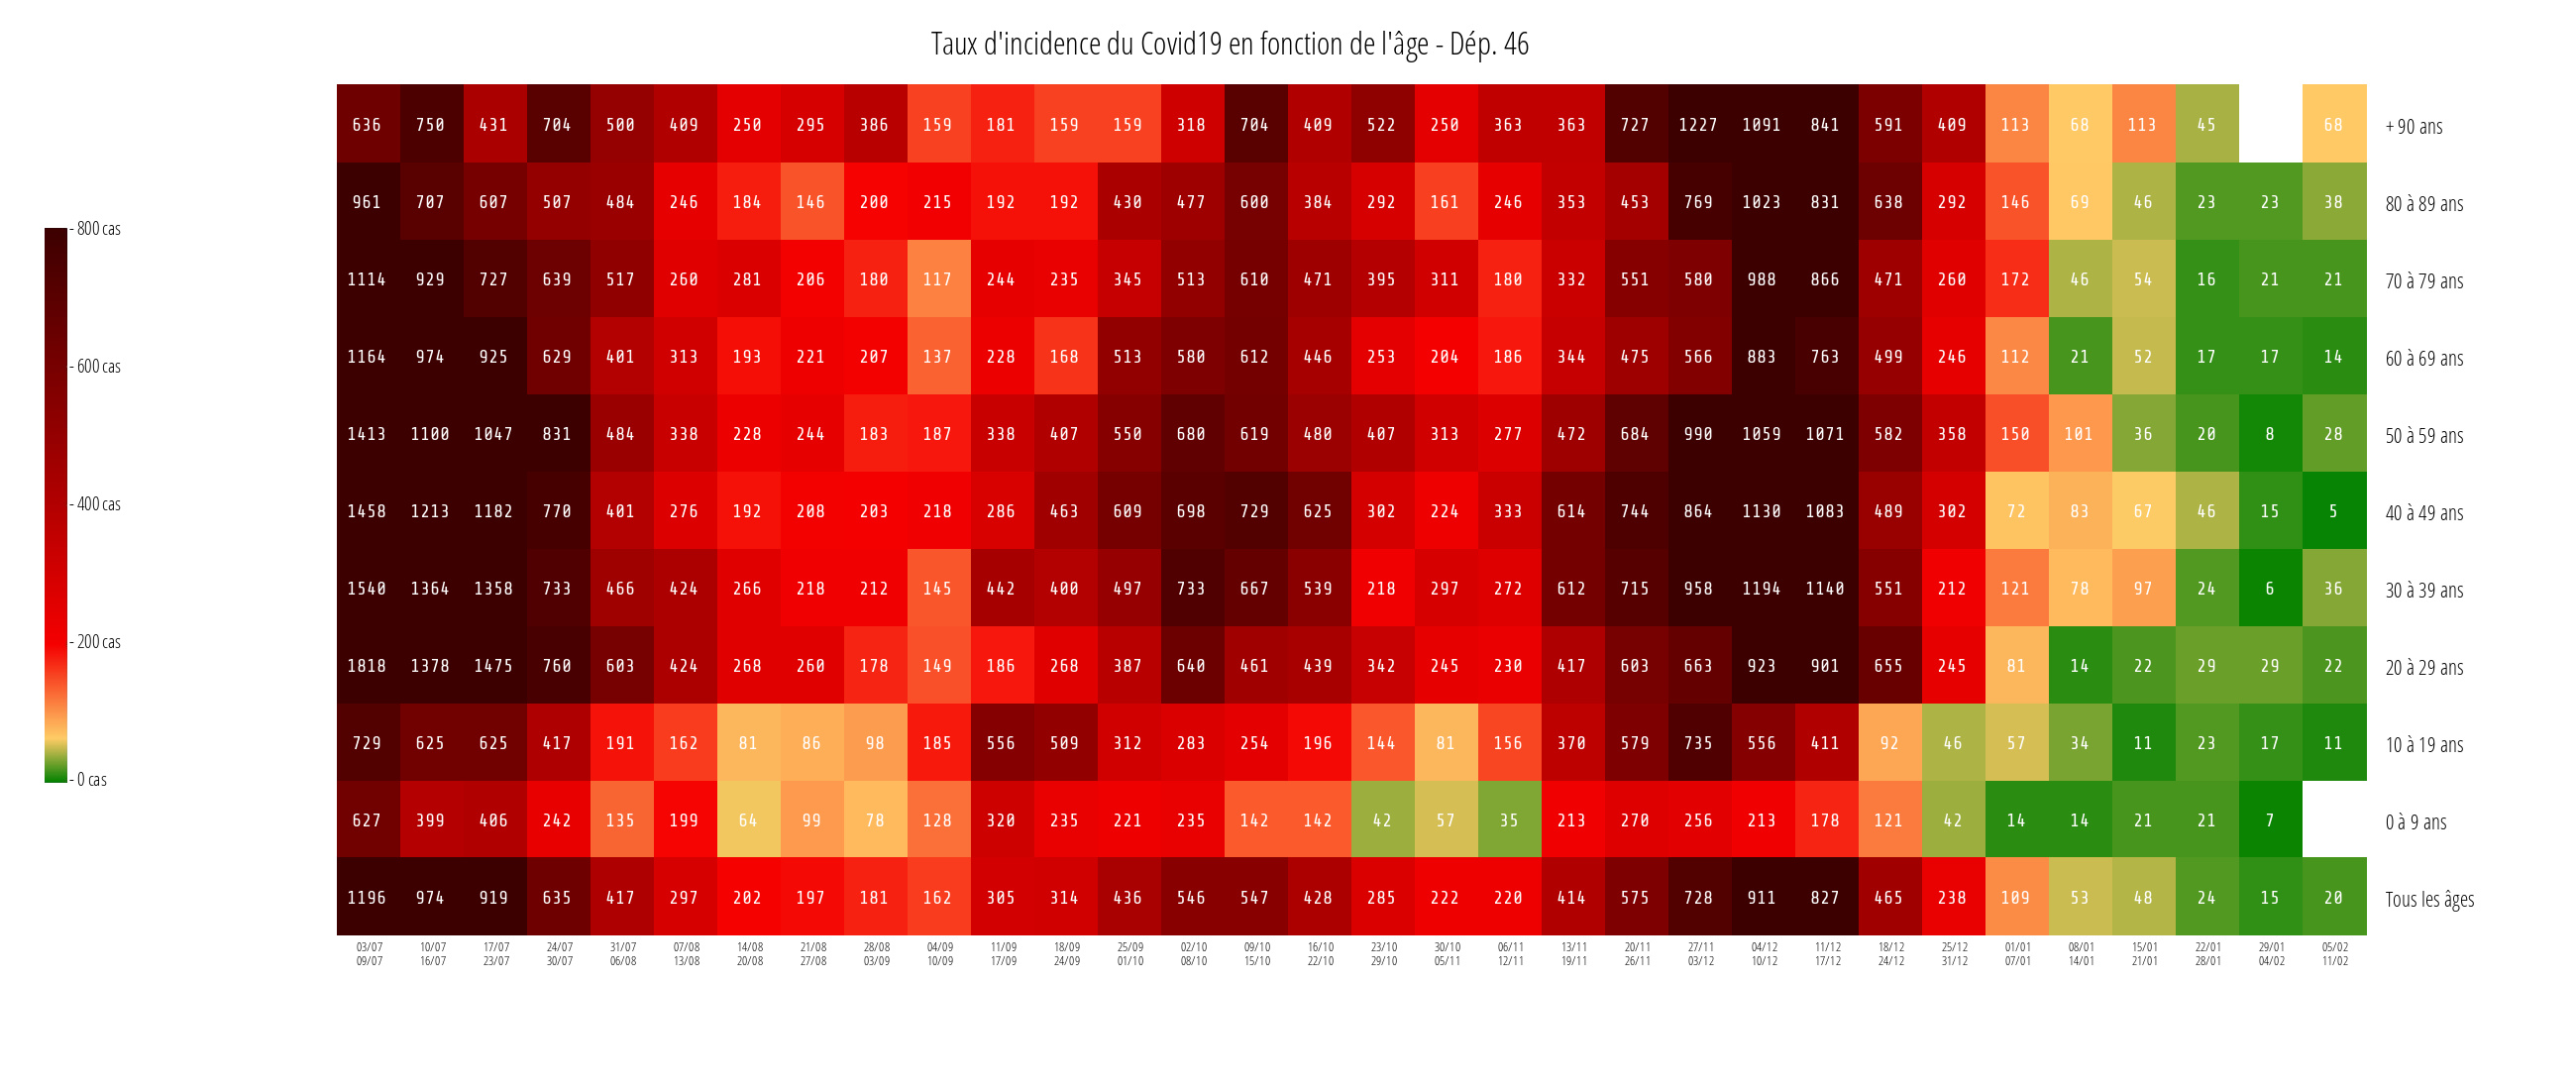 Taux d'incidence du Covid19 en fonction de l'âge - Dép. 46
- 800 cas
- 600 cas
- 400 cas
- 200 cas
- 0 cas
636 750 431 704 500 409 250 295 386 159 181 159 159 318 704 409 522 250 363 363 727 1227 1091 841 591 409 113 68 113 45 68 + 90 ans
961 707 607 507 484 246 184 146 200 215 192 192 430 477 600 384 292 161 246 353 453 769 1023 831 638 292 146 69 46 23 23 38 80 à 89 ans
1114 929 727 639 517 260 281 206 180 117 244 235 345 513 610 471 395 311 180 332 551 580 988 866 471 260 172 46 54 16 21 21 70 à 79 ans
1164 974 925 629 401 313 193 221 207 137 228 168 513 580 612 446 253 204 186 344 475 566 883 763 499 246 112 21 52 17 17 14 60 à 69 ans
1413 1100 1047 831 484 338 228 244 183 187 338 407 550 680 619 480 407 313 277 472 684 990 1059 1071 582 358 150 101 36 20 8 28 50 à 59 ans
1458 1213 1182 770 401 276 192 208 203 218 286 463 609 698 729 625 302 224 333 614 744 864 1130 1083 489 302 72 83 67 46 15 5 40 à 49 ans
1540 1364 1358 733 466 424 266 218 212 145 442 400 497 733 667 539 218 297 272 612 715 958 1194 1140 551 212 121 78 97 24 6 36 30 à 39 ans
1818 1378 1475 760 603 424 268 260 178 149 186 268 387 640 461 439 342 245 230 417 603 663 923 901 655 245 81 14 22 29 29 22 20 à 29 ans
729 625 625 417 191 162 81 86 98 185 556 509 312 283 254 196 144 81 156 370 579 735 556 411 92 46 57 34 11 23 17 11 10 à 19 ans
627 399 406 242 135 199 64 99 78 128 320 235 221 235 142 142 42 57 35 213 270 256 213 178 121 42 14 14 21 21 7 0 à 9 ans
1196 974 919 635 417 297 202 197 181 162 305 314 436 546 547 428 285 222 220 414 575 728 911 827 465 238 109 53 48 24 15 20 Tous les âges
03/07 10/07 17/07 24/07 31/07 07/08 14/08 21/08 28/08 04/09 11/09 18/09 25/09 02/10 09/10 16/10 23/10 30/10 06/11 13/11 20/11 27/11 04/12 11/12 18/12 25/12 01/01 08/01 15/01 22/01 29/01 05/02
09/07 16/07 23/07 30/07 06/08 13/08 20/08 27/08 03/09 10/09 17/09 24/09 01/10 08/10 15/10 22/10 29/10 05/11 12/11 19/11 26/11 03/12 10/12 17/12 24/12 31/12 07/01 14/01 21/01 28/01 04/02 11/02